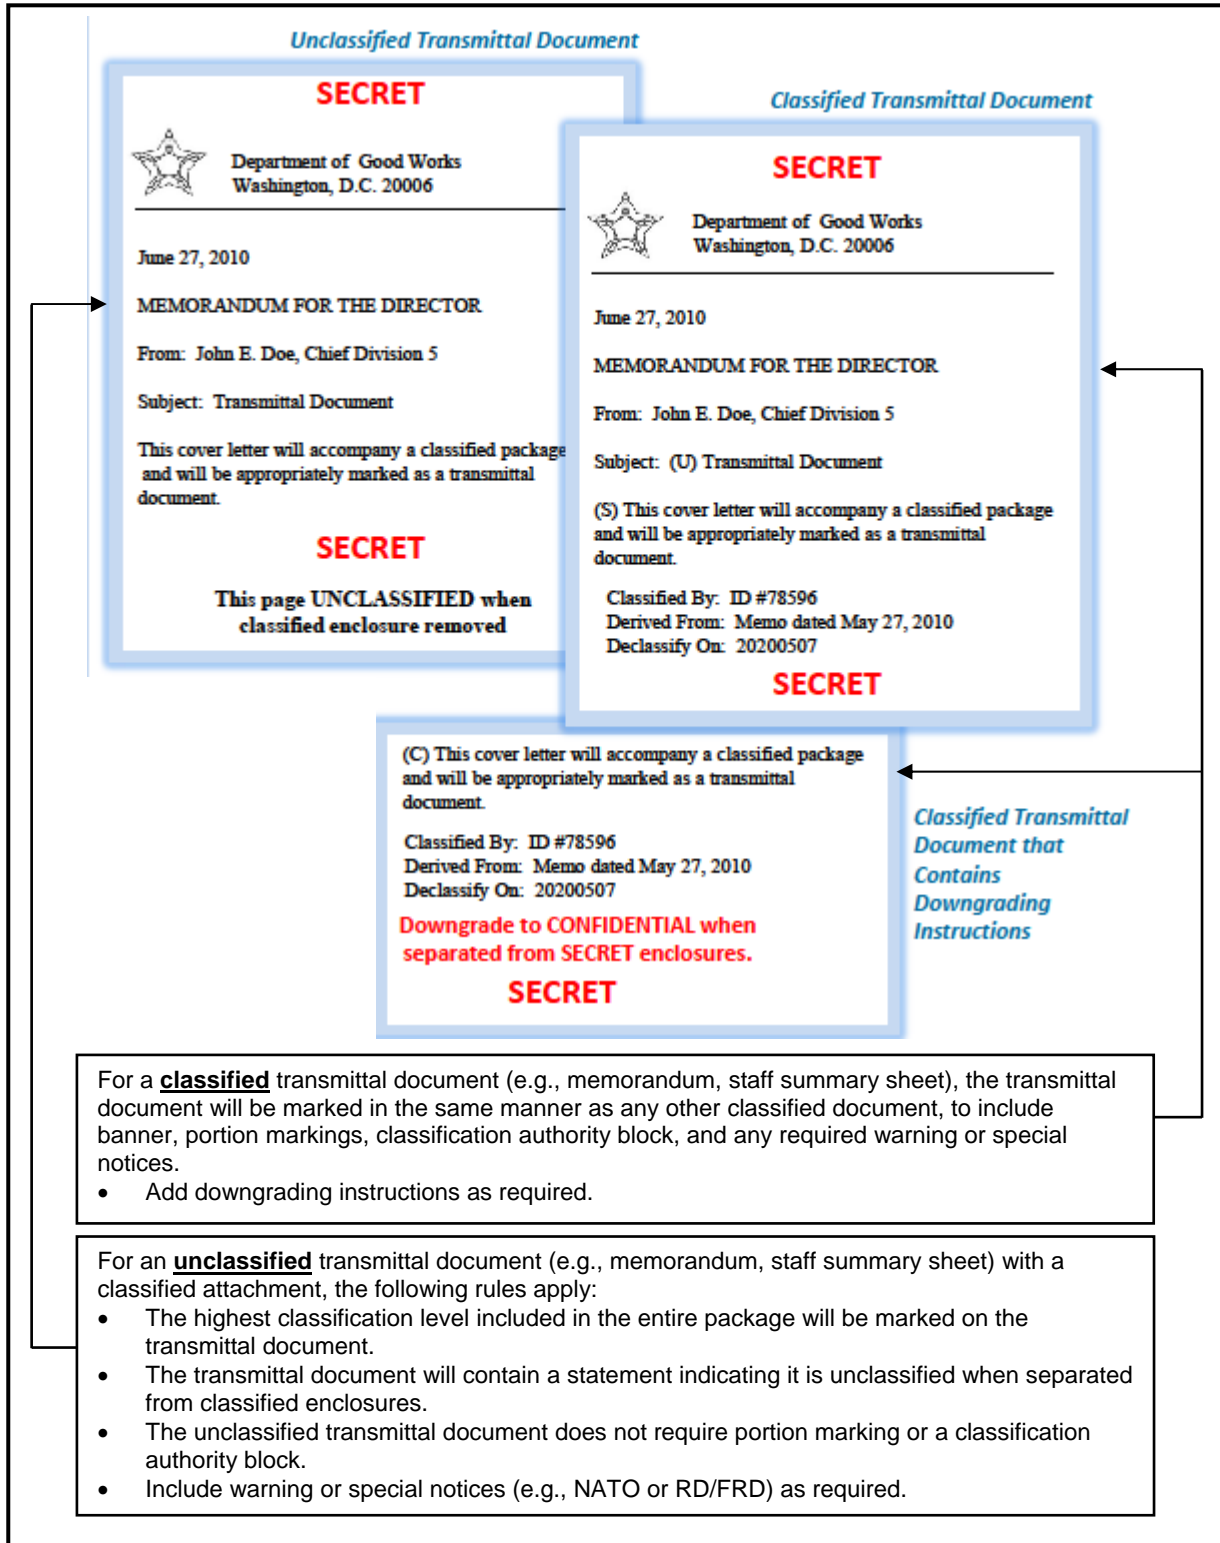 Unclassified Transmittal Document
SECRET
Department of Good Works
Washington, D.C. 20006
June 27, 2010
MEMORANDUM FOR THE DIRECTOR
From: John E. Doe, Chief Division 5
Subject: Transmittal Document
This cover letter will accompany a classified package
and will be appropriately marked as a transmittal
document.
SECRET
This page UNCLASSIFIED when
classified enclosure removed
Classified Transmittal Document
SECRET
Department of Good Works
Washington, D.C. 20006
June 27, 2010
MEMORANDUM FOR THE DIRECTOR
From: John E. Doe, Chief Division 5
Subject: (U) Transmittal Document
(S) This cover letter will accompany a classified package
and will be appropriately marked as a transmittal
document.
Classified By: ID #78596
Derived From: Memo dated May 27, 2010
Declassify On: 20200507
SECRET
(C) This cover letter will accompany a classified package
and will be appropriately marked as a transmittal
document.
Classified By: ID #78596
Derived From: Memo dated May 27, 2010
Declassify On: 20200507
Downgrade to CONFIDENTIAL when
separated from SECRET enclosures.
SECRET
Classified Transmittal
Document that
Contains
Downgrading
Instructions
For a classified transmittal document (e.g., memorandum, staff summary sheet), the transmittal
document will be marked in the same manner as any other classified document, to include
banner, portion markings, classification authority block, and any required warning or special
notices.
• Add downgrading instructions as required.
For an unclassified transmittal document (e.g., memorandum, staff summary sheet) with a
classified attachment, the following rules apply:
• The highest classification level included in the entire package will be marked on the
transmittal document.
• The transmittal document will contain a statement indicating it is unclassified when separated
from classified enclosures.
• The unclassified transmittal document does not require portion marking or a classification
authority block.
• Include warning or special notices (e.g., NATO or RD/FRD) as required.